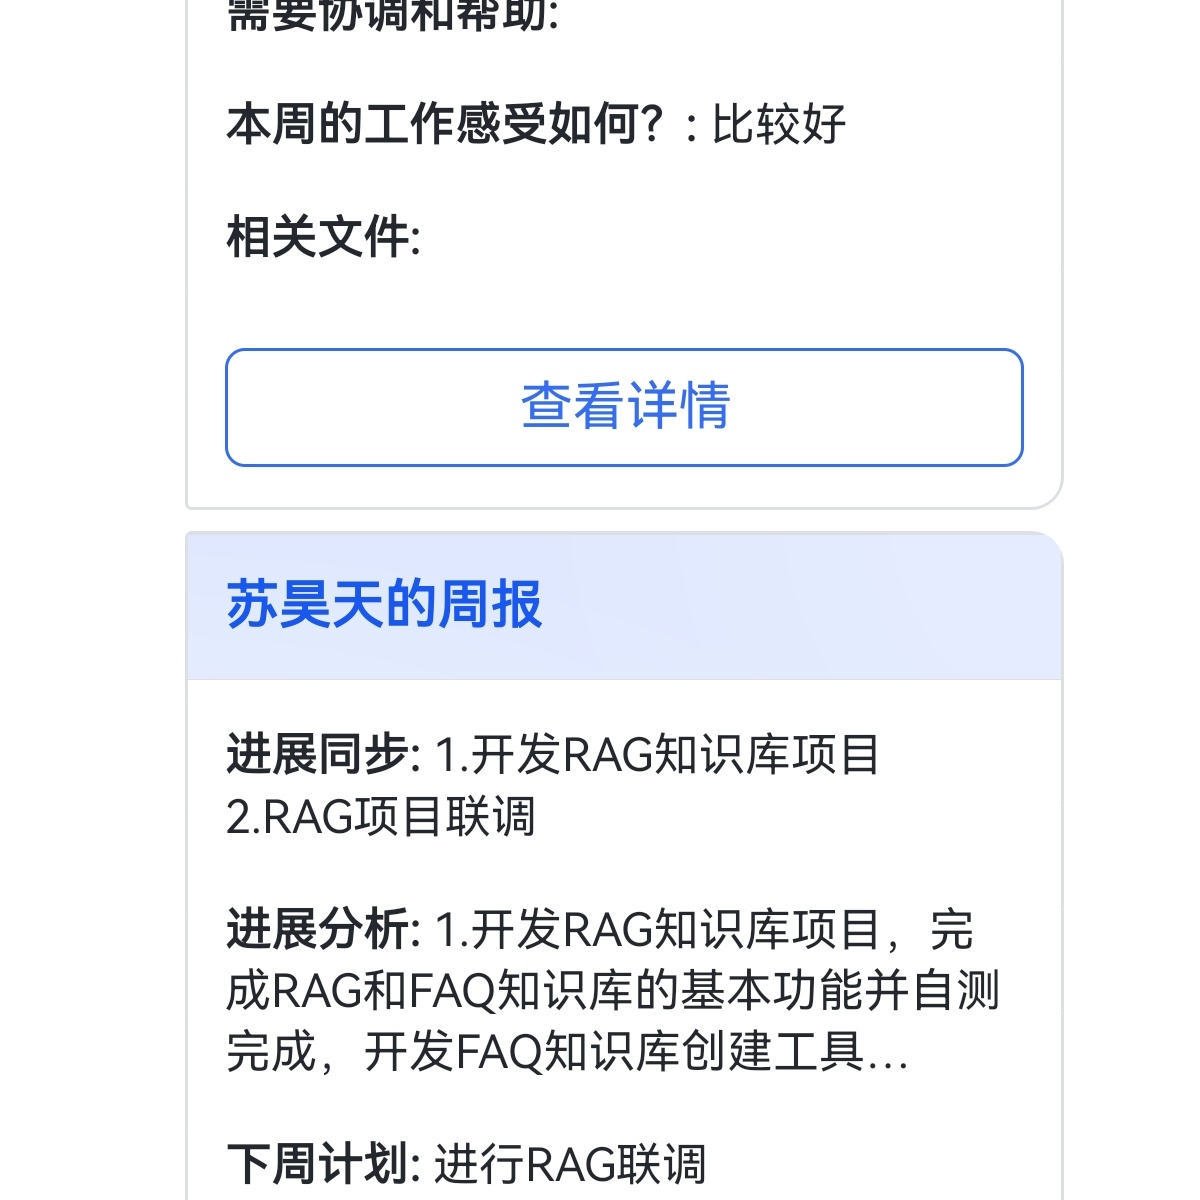 需要协调和帮助:
本周的工作感受如何？: 比较好
相关文件:
查看详情
苏昊天的周报
进展同步: 1.开发RAG知识库项目
2.RAG项目联调
进展分析: 1.开发RAG知识库项目，完
成RAG和FAQ知识库的基本功能并自测
完成，开发FAQ知识库创建工具...
下周计划: 进行RAG联调